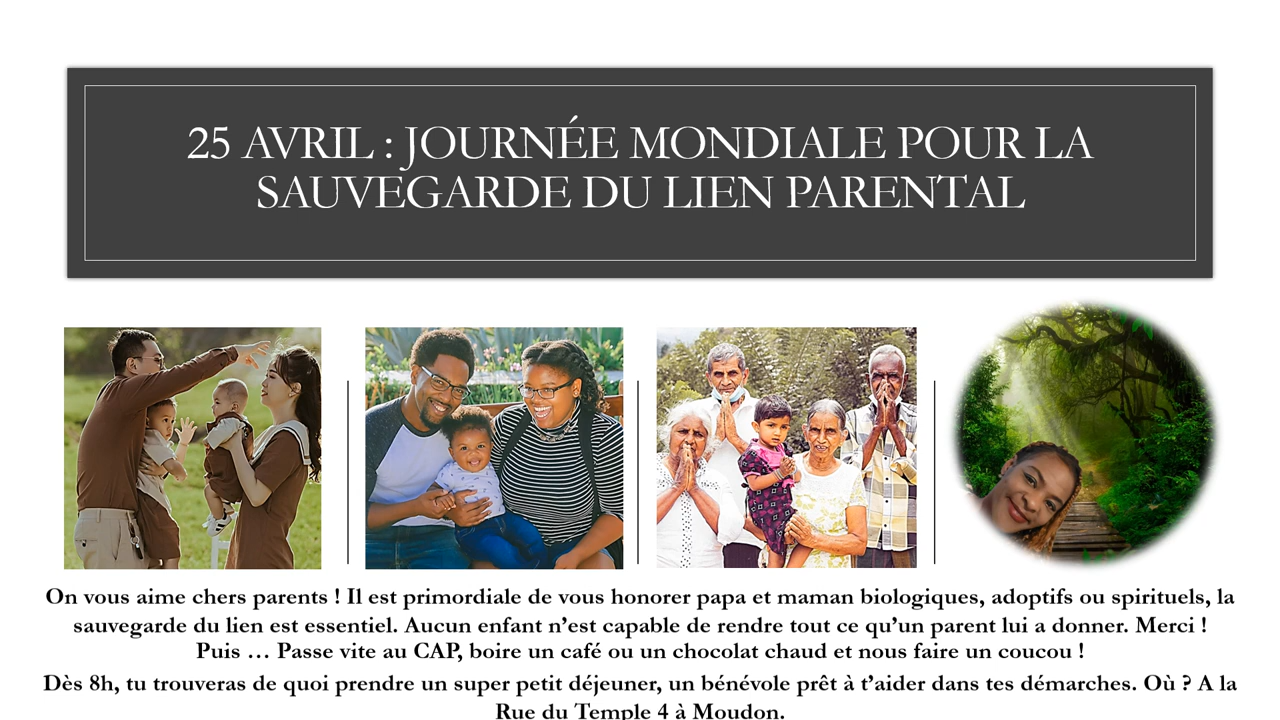 25 AVRIL : JOURNÉE MONDIALE POUR LA
SAUVEGARDE DU LIEN PARENTAL
On vous aime chers parents ! Il est primordiale de vous honorer papa et maman biologiques, adoptifs ou spirituels, la
sauvegarde du lien est essentiel. Aucun enfant n’est capable de rendre tout ce qu’un parent lui a donner. Merci !
Puis … Passe vite au CAP, boire un café ou un chocolat chaud et nous faire un coucou !
Dès 8h, tu trouveras de quoi prendre un super petit déjeuner, un bénévole prêt à t’aider dans tes démarches. Où ? A la
Rue du Temple 4 à Moudon.